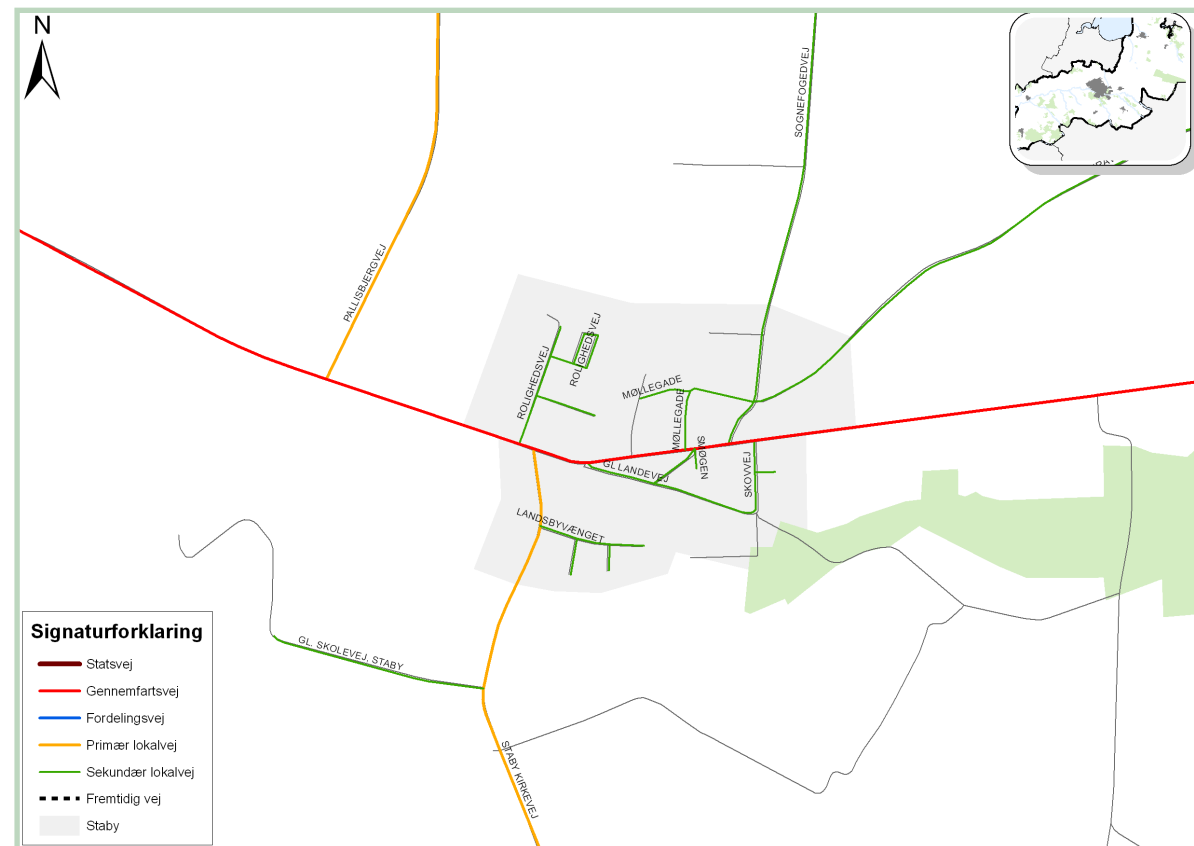 N
SOGNEFOGEDVEJ
PALLISBJERGVEJ
ROLIGHEDSVEJ
ROLIGHEDSVEJ
MØLLEGADE
MØLLEGADE
SMØGEN
GL LANDEVEJ
SKOVVEJ
LANDSBYVÆNGET
GL. SKOLEVEJ, STABY
STABY KIRKEVEJ
Signaturforklaring
Statsvej
Gennemfartsvej
Fordelingsvej
Primær lokalvej
Sekundær lokalvej
Fremtidig vej
Staby